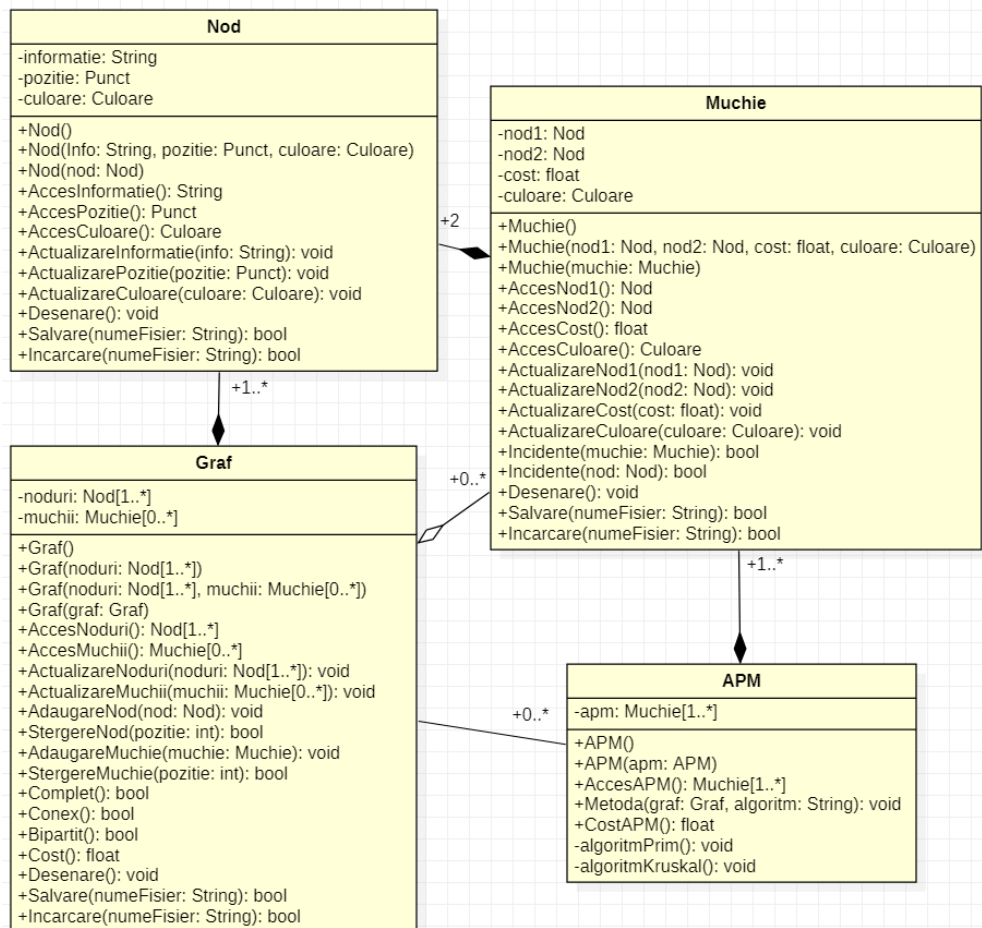 Nod
-informatie: String
-pozitie: Punct
-culoare: Culoare
+Nod()
+Nod(Info: String, pozitie: Punct, culoare: Culoare)
+Nod(nod: Nod)
+AccesInformatie(): String
+AccesPozitie(): Punct
+AccesCuloare(): Culoare
+ActualizareInformatie(info: String): void
+ActualizarePozitie(pozitie: Punct): void
+ActualizareCuloare(culoare: Culoare): void
+Desenare(): void
+Salvare(numeFisier: String): bool
+Incarcare(numeFisier: String): bool
+2
Muchie
-nod1: Nod
-nod2: Nod
-cost: float
-culoare: Culoare
+Muchie()
+Muchie(nod1: Nod, nod2: Nod, cost: float, culoare: Culoare)
+Muchie(muchie: Muchie)
+AccesNod1(): Nod
+AccesNod2(): Nod
+AccesCost(): float
+AccesCuloare(): Culoare
+ActualizareNod1(nod1: Nod): void
+ActualizareNod2(nod2: Nod): void
+ActualizareCost(cost: float): void
+ActualizareCuloare(culoare: Culoare): void
+Incidente(muchie: Muchie): bool
+Incidente(nod: Nod): bool
+Desenare(): void
+Salvare(numeFisier: String): bool
+Incarcare(numeFisier: String): bool
+1..*
+0..*
+1..*
Graf
-noduri: Nod[1..*]
-muchii: Muchie[0..*]
+Graf()
+Graf(noduri: Nod[1..*])
+Graf(noduri: Nod[1..*], muchii: Muchie[0..*])
+Graf(graf: Graf)
+AccesNoduri(): Nod[1..*]
+AccesMuchii(): Muchie[0..*]
+ActualizareNoduri(noduri: Nod[1..*]): void
+ActualizareMuchii(muchii: Muchie[0..*]): void
+AdaugareNod(nod: Nod): void
+StergereNod(pozitie: int): bool
+AdaugareMuchie(muchie: Muchie): void
+StergereMuchie(pozitie: int): bool
+Complet(): bool
+Conex(): bool
+Bipartit(): bool
+Cost(): float
+Desenare(): void
+Salvare(numeFisier: String): bool
+Incarcare(numeFisier: String): bool
+0..*
APM
-apm: Muchie[1..*]
+APM()
+APM(apm: APM)
+AccesAPM(): Muchie[1..*]
+Metoda(graf: Graf, algoritm: String): void
+CostAPM(): float
-algoritmPrim(): void
-algoritmKruskal(): void